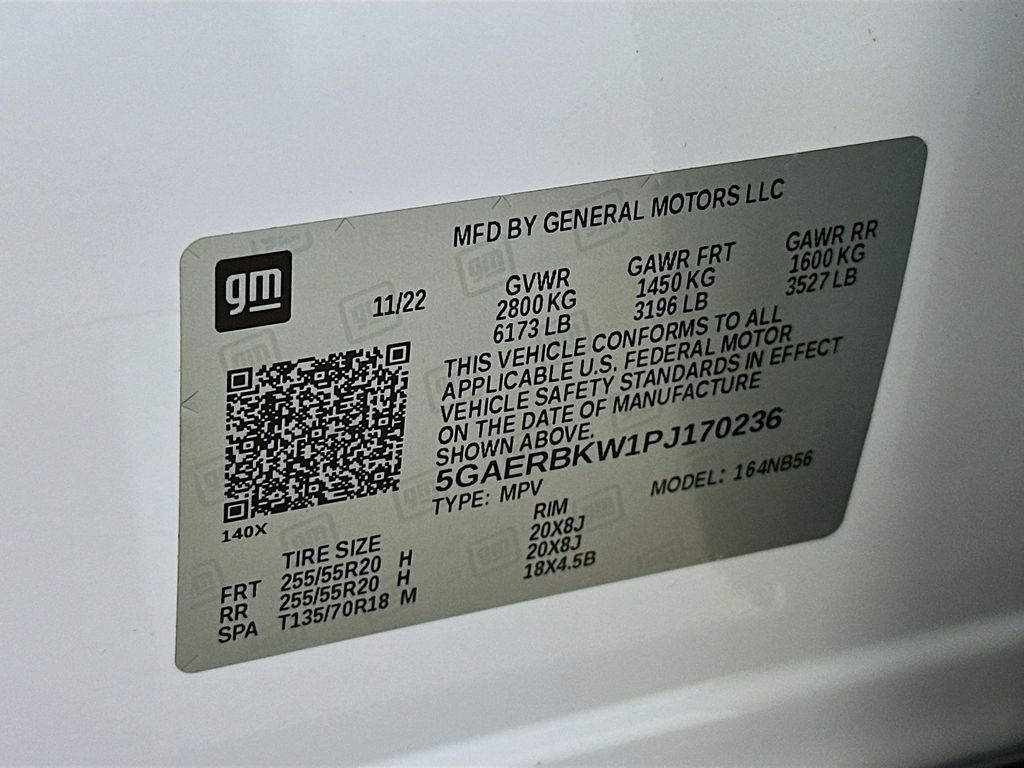 MFD BY GENERAL MOTORS LLC
gm
11/22
GVWR GAWR FRT GAWR RR
2800 KG 1450 KG 1600 KG
6173 LB 3196 LB 3527 LB
THIS VEHICLE CONFORMS TO ALL
APPLICABLE U.S. FEDERAL MOTOR
VEHICLE SAFETY STANDARDS IN EFFECT
ON THE DATE OF MANUFACTURE
SHOWN ABOVE.
5GAERBKW1PJ170236
TYPE: MPV MODEL: 164NB56
140X
TIRE SIZE RIM
FRT 255/55R20 H 20X8J
RR 255/55R20 H 20X8J
SPA T135/70R18 M 18X4.5B